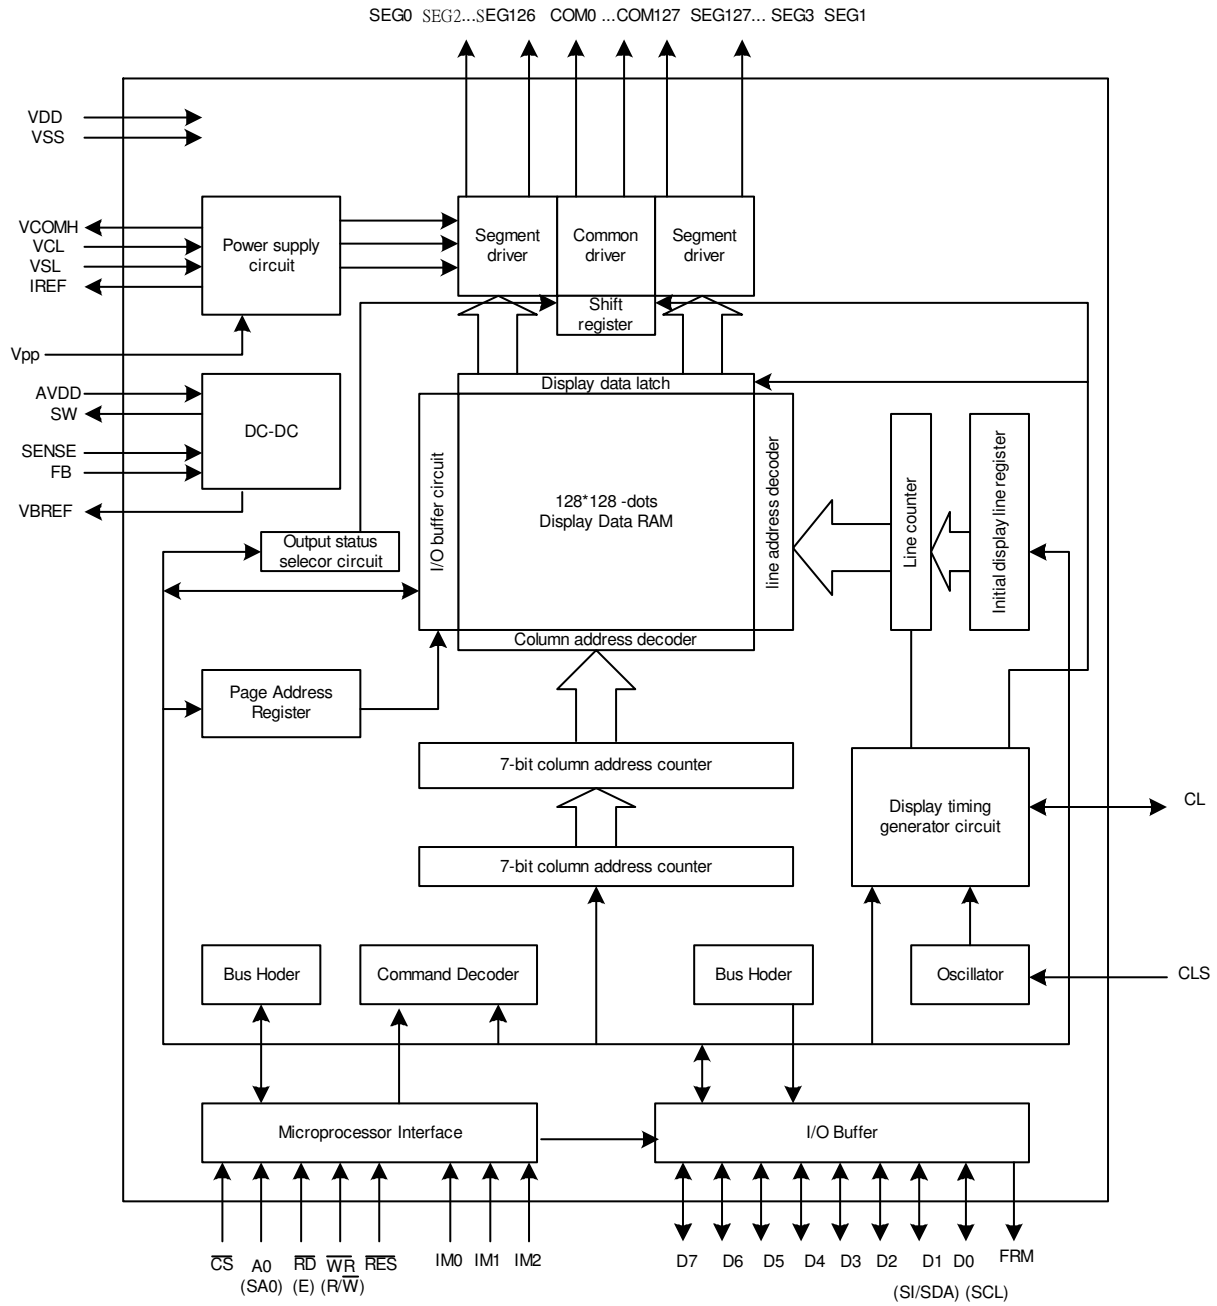 SEG0 SEG2...SEG126 COM0 ...COM127 SEG127... SEG3 SEG1
VDD
VSS
VCOMH
VCL
VSL
IREF
Power supply
circuit
Segment
driver
Common
driver
Segment
driver
Shift
register
Vpp
AVDD
SW
SENSE
FB
VBREF
DC-DC
Display data latch
I/O buffer circuit
128*128 -dots
Display Data RAM
line address decoder
Line counter
Initial display line register
Output status
selecor circuit
Column address decoder
Page Address
Register
7-bit column address counter
7-bit column address counter
Display timing
generator circuit
CL
Bus Hoder
Command Decoder
Bus Hoder
Oscillator
CLS
Microprocessor Interface
I/O Buffer
C̅S̅ A0 R̅D̅ W̅R̅ R̅E̅S̅ IM0 IM1 IM2 D7 D6 D5 D4 D3 D2 D1 D0 FRM
(SA0) (E) (R/W̅) (SI/SDA) (SCL)